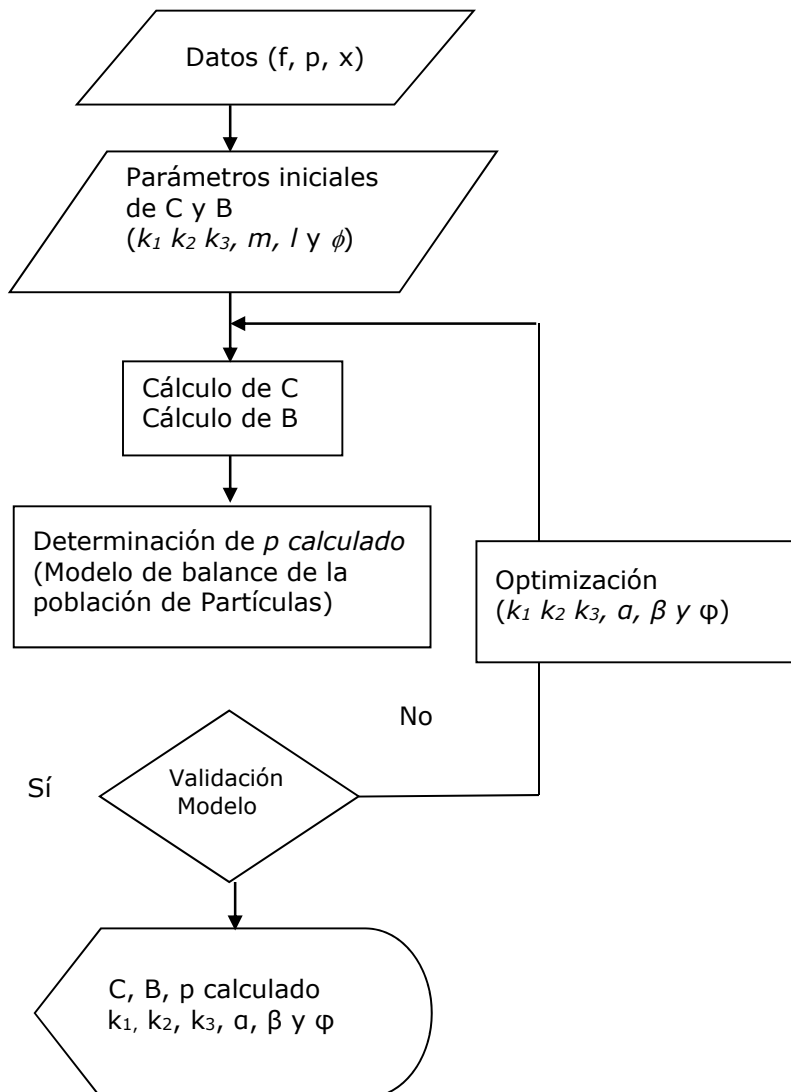 Datos (f, p, x)
Parámetros iniciales
de C y B
(k₁ k₂ k₃, m, l y ϕ)
Cálculo de C
Cálculo de B
Determinación de p calculado
(Modelo de balance de la
población de Partículas)
Optimización
(k₁ k₂ k₃, α, β y φ)
No
Sí
Validación
Modelo
C, B, p calculado
k₁, k₂, k₃, α, β y φ